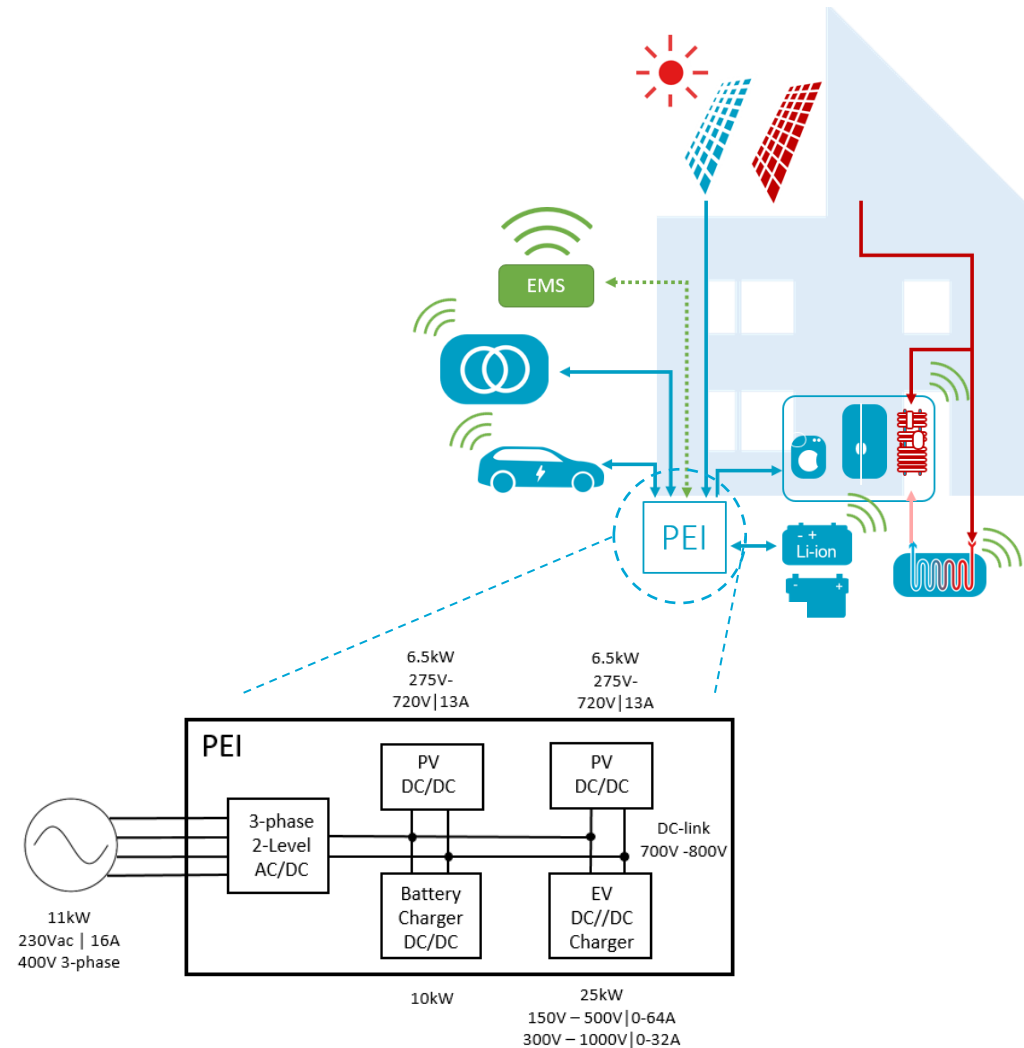 EMS
PEI
- +
Li-ion
- +
6.5kW
275V-
720V|13A
6.5kW
275V-
720V|13A
PEI
PV
DC/DC
PV
DC/DC
3-phase
2-Level
AC/DC
DC-link
700V -800V
Battery
Charger
DC/DC
EV
DC//DC
Charger
11kW
230Vac | 16A
400V 3-phase
10kW
25kW
150V – 500V|0-64A
300V – 1000V|0-32A